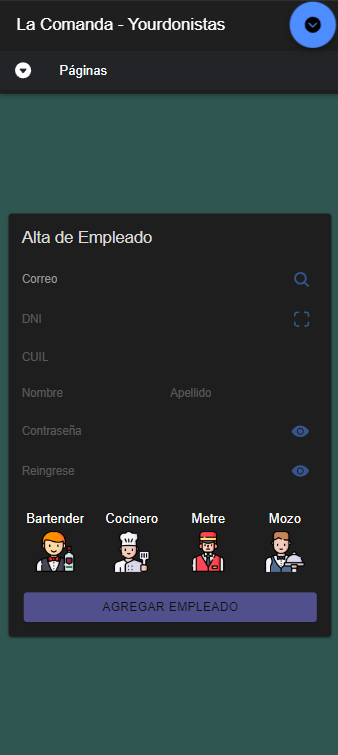 La Comanda - Yourdonistas
Páginas
Alta de Empleado
Correo
DNI
CUIL
Nombre Apellido
Contraseña
Reingrese
Bartender Cocinero Metre Mozo
AGREGAR EMPLEADO